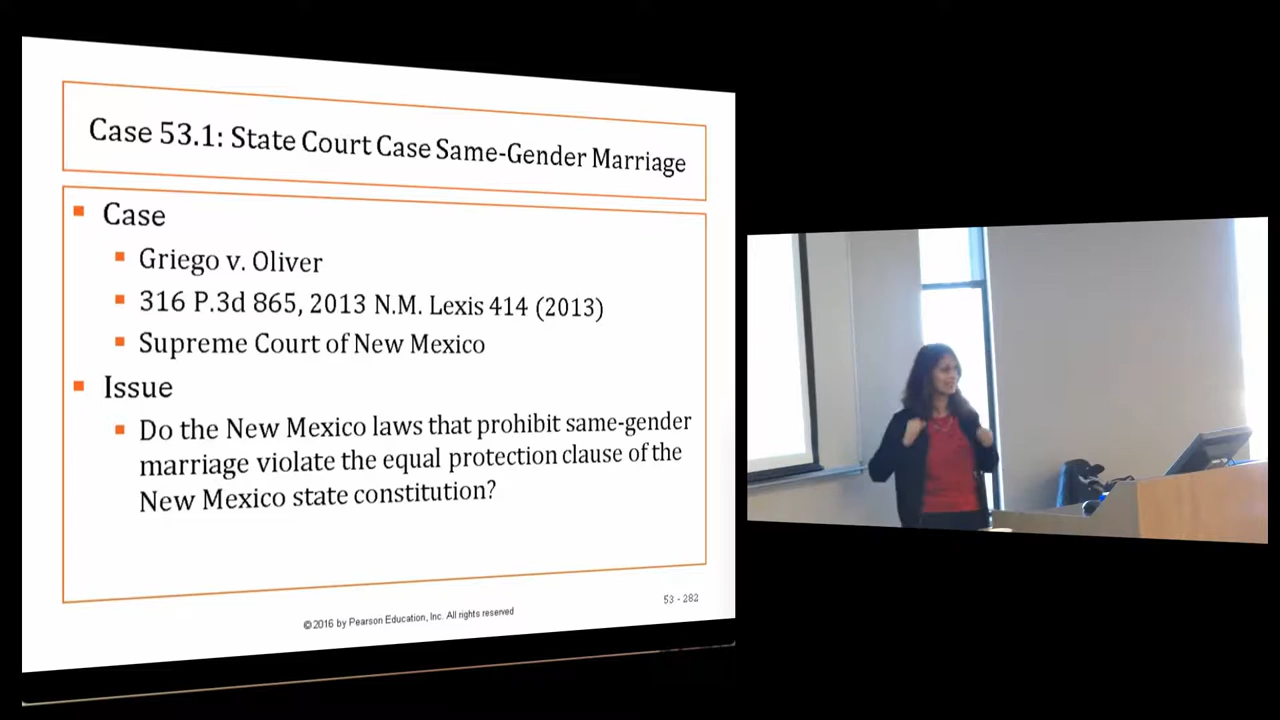 Case 53.1: State Court Case Same-Gender Marriage
Case
Griego v. Oliver
316 P.3d 865, 2013 N.M. Lexis 414 (2013)
Supreme Court of New Mexico
Issue
Do the New Mexico laws that prohibit same-gender
marriage violate the equal protection clause of the
New Mexico state constitution?
53 - 282
©2016 by Pearson Education, Inc. All rights reserved